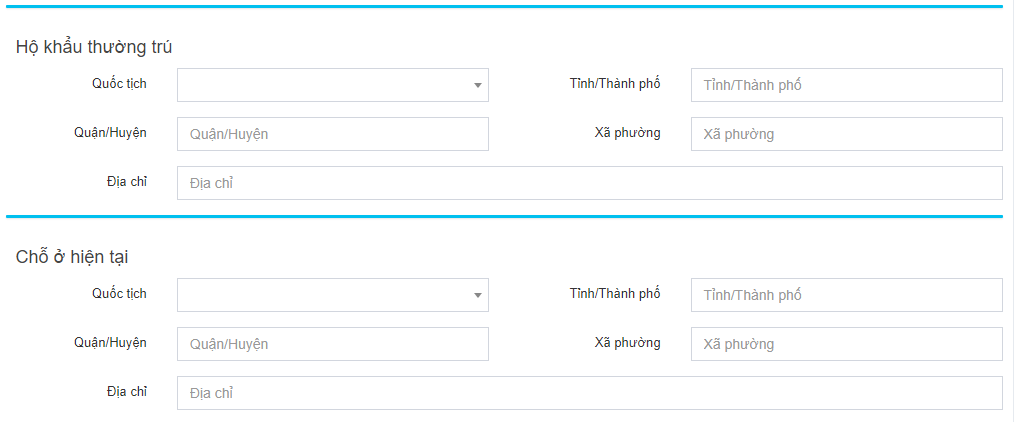 Hộ khẩu thường trú
Quốc tịch Tỉnh/Thành phố Tỉnh/Thành phố
Quận/Huyện Quận/Huyện Xã phường Xã phường
Địa chỉ Địa chỉ
Chỗ ở hiện tại
Quốc tịch Tỉnh/Thành phố Tỉnh/Thành phố
Quận/Huyện Quận/Huyện Xã phường Xã phường
Địa chỉ Địa chỉ